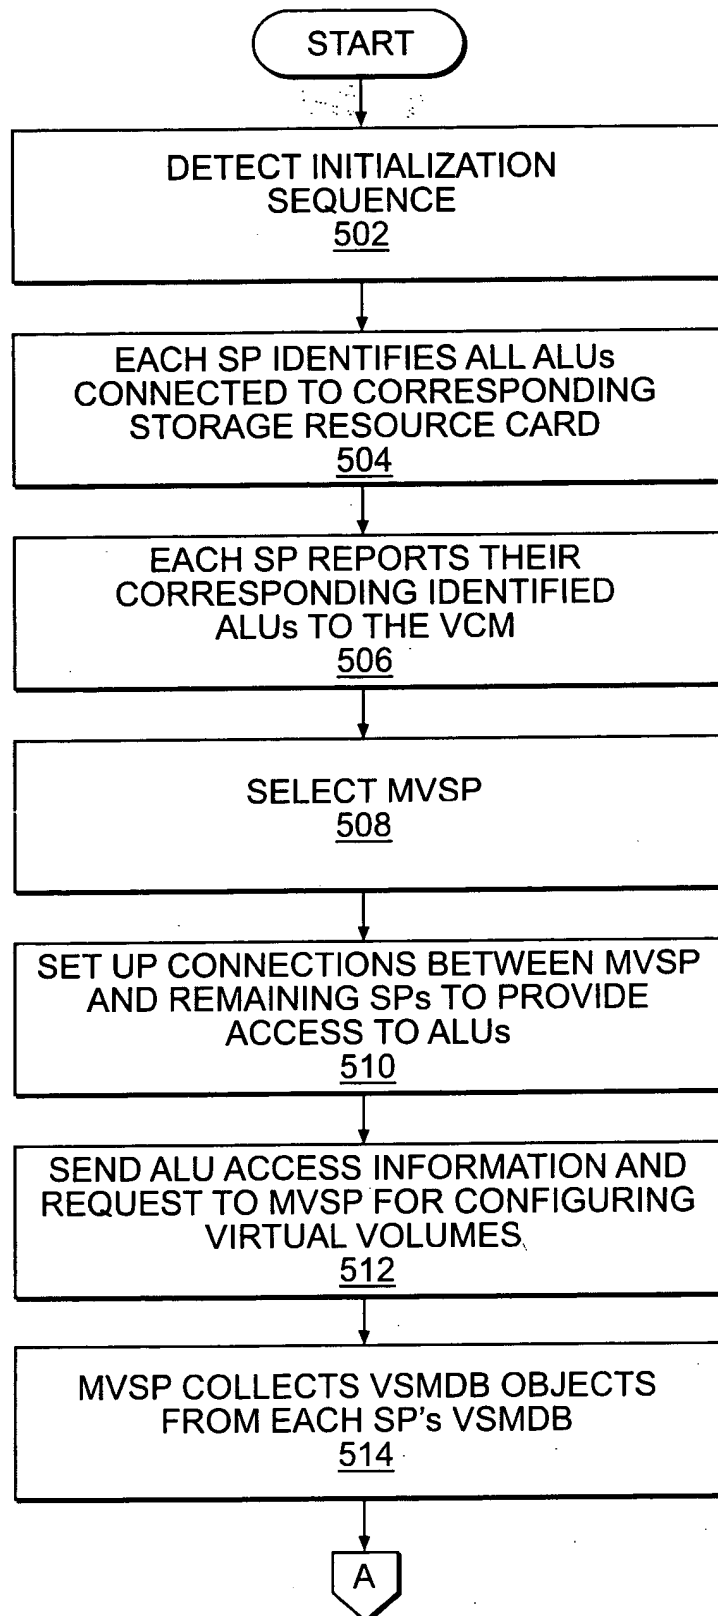 START
DETECT INITIALIZATION
SEQUENCE
502
EACH SP IDENTIFIES ALL ALUs
CONNECTED TO CORRESPONDING
STORAGE RESOURCE CARD
504
EACH SP REPORTS THEIR
CORRESPONDING IDENTIFIED
ALUs TO THE VCM
506
SELECT MVSP
508
SET UP CONNECTIONS BETWEEN MVSP
AND REMAINING SPs TO PROVIDE
ACCESS TO ALUs
510
SEND ALU ACCESS INFORMATION AND
REQUEST TO MVSP FOR CONFIGURING
VIRTUAL VOLUMES
512
MVSP COLLECTS VSMDB OBJECTS
FROM EACH SP's VSMDB
514
A